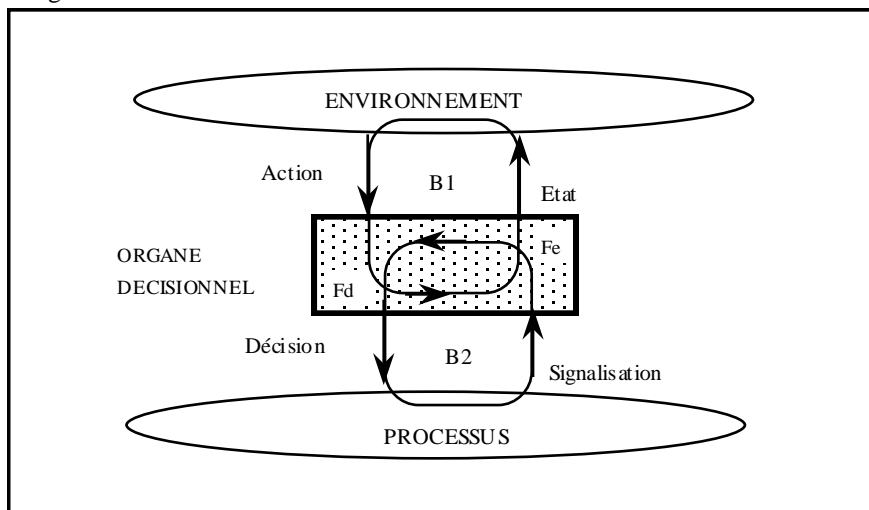 ENVIRONNEMENT
Action
B1
Etat
ORGANE
DECISIONNEL
Fe
Fd
Décision
B2
Signalisation
PROCESSUS